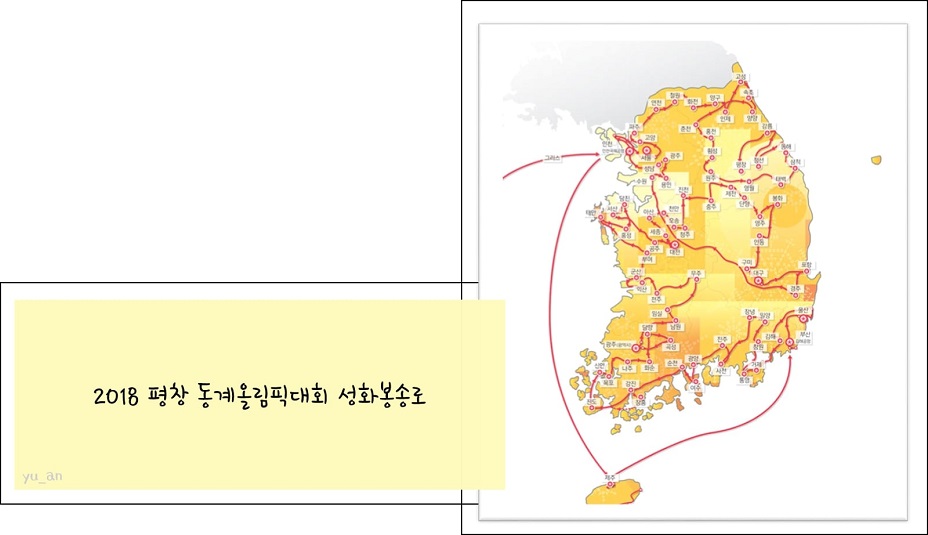 2018 평창 동계올림픽대회 성화봉송로
yu_an
고성
철원
속초
연천
화천
양구
인제
양양
파주
춘천
홍천
강릉
인천
고양
서울
광주
횡성
동해
그리스
성남
평창
정선
삼척
수원
용인
원주
태백
제천
영월
진천
충주
단양
봉화
당진
서산
천안
태안
아산
오송
영주
세종
청주
홍성
공주
대전
안동
부여
구미
대구
포항
군산
무주
익산
경주
전주
임실
창녕
밀양
울산
남원
담양
김해
부산
광주
곡성
진주
창원
나주
화순
순천
광양
사천
거제
신안
목포
강진
여수
통영
진도
장흥
제주